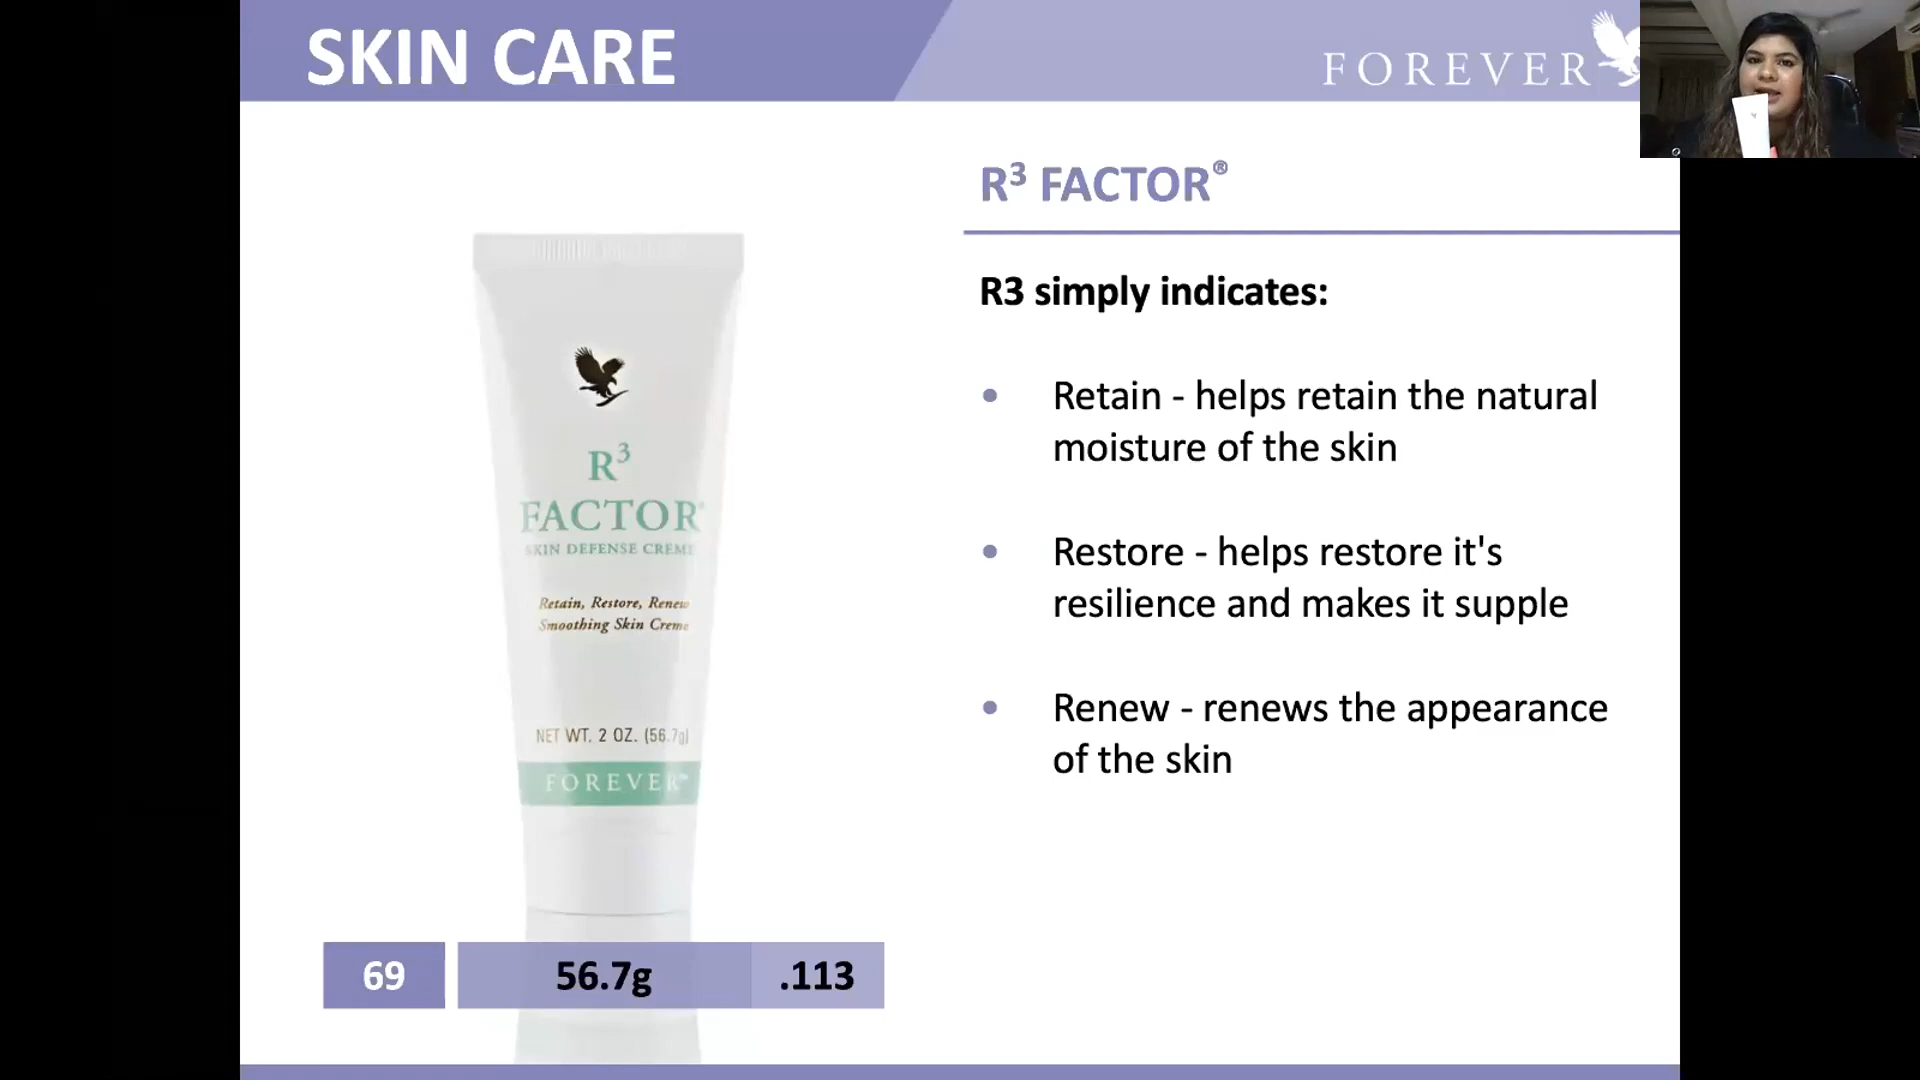 SKIN CARE
FOREVER
R³ FACTOR®
R3 simply indicates:
• Retain - helps retain the natural
moisture of the skin
• Restore - helps restore it's
resilience and makes it supple
• Renew - renews the appearance
of the skin
R³
FACTOR®
SKIN DEFENSE CREME
Retain, Restore, Renew
Smoothing Skin Creme
NET WT. 2 OZ. (56.7g)
FOREVER™
69 56.7g .113